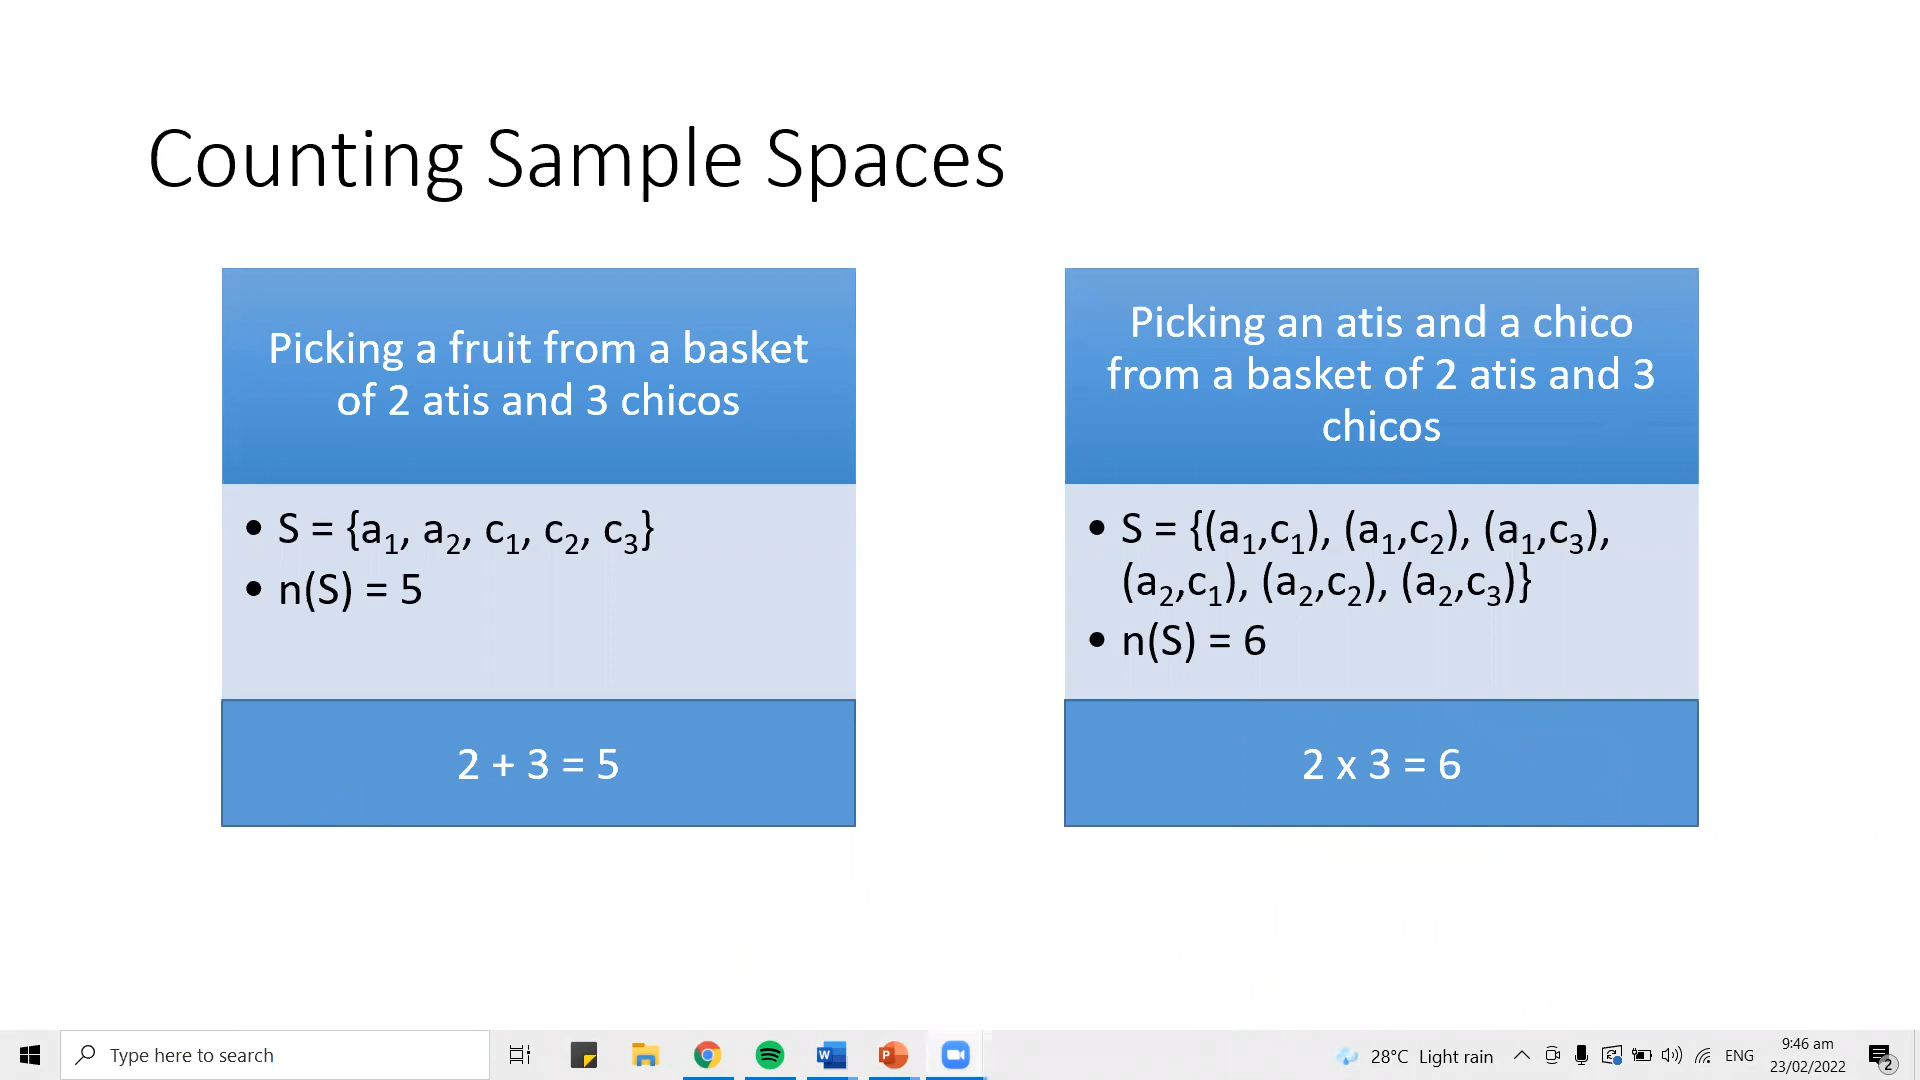 Counting Sample Spaces
Picking a fruit from a basket
of 2 atis and 3 chicos
• S = {a₁, a₂, c₁, c₂, c₃}
• n(S) = 5
2 + 3 = 5
Picking an atis and a chico
from a basket of 2 atis and 3
chicos
• S = {(a₁,c₁), (a₁,c₂), (a₁,c₃),
(a₂,c₁), (a₂,c₂), (a₂,c₃)}
• n(S) = 6
2 x 3 = 6
Type here to search
28°C Light rain
ENG
9:46 am
23/02/2022
2